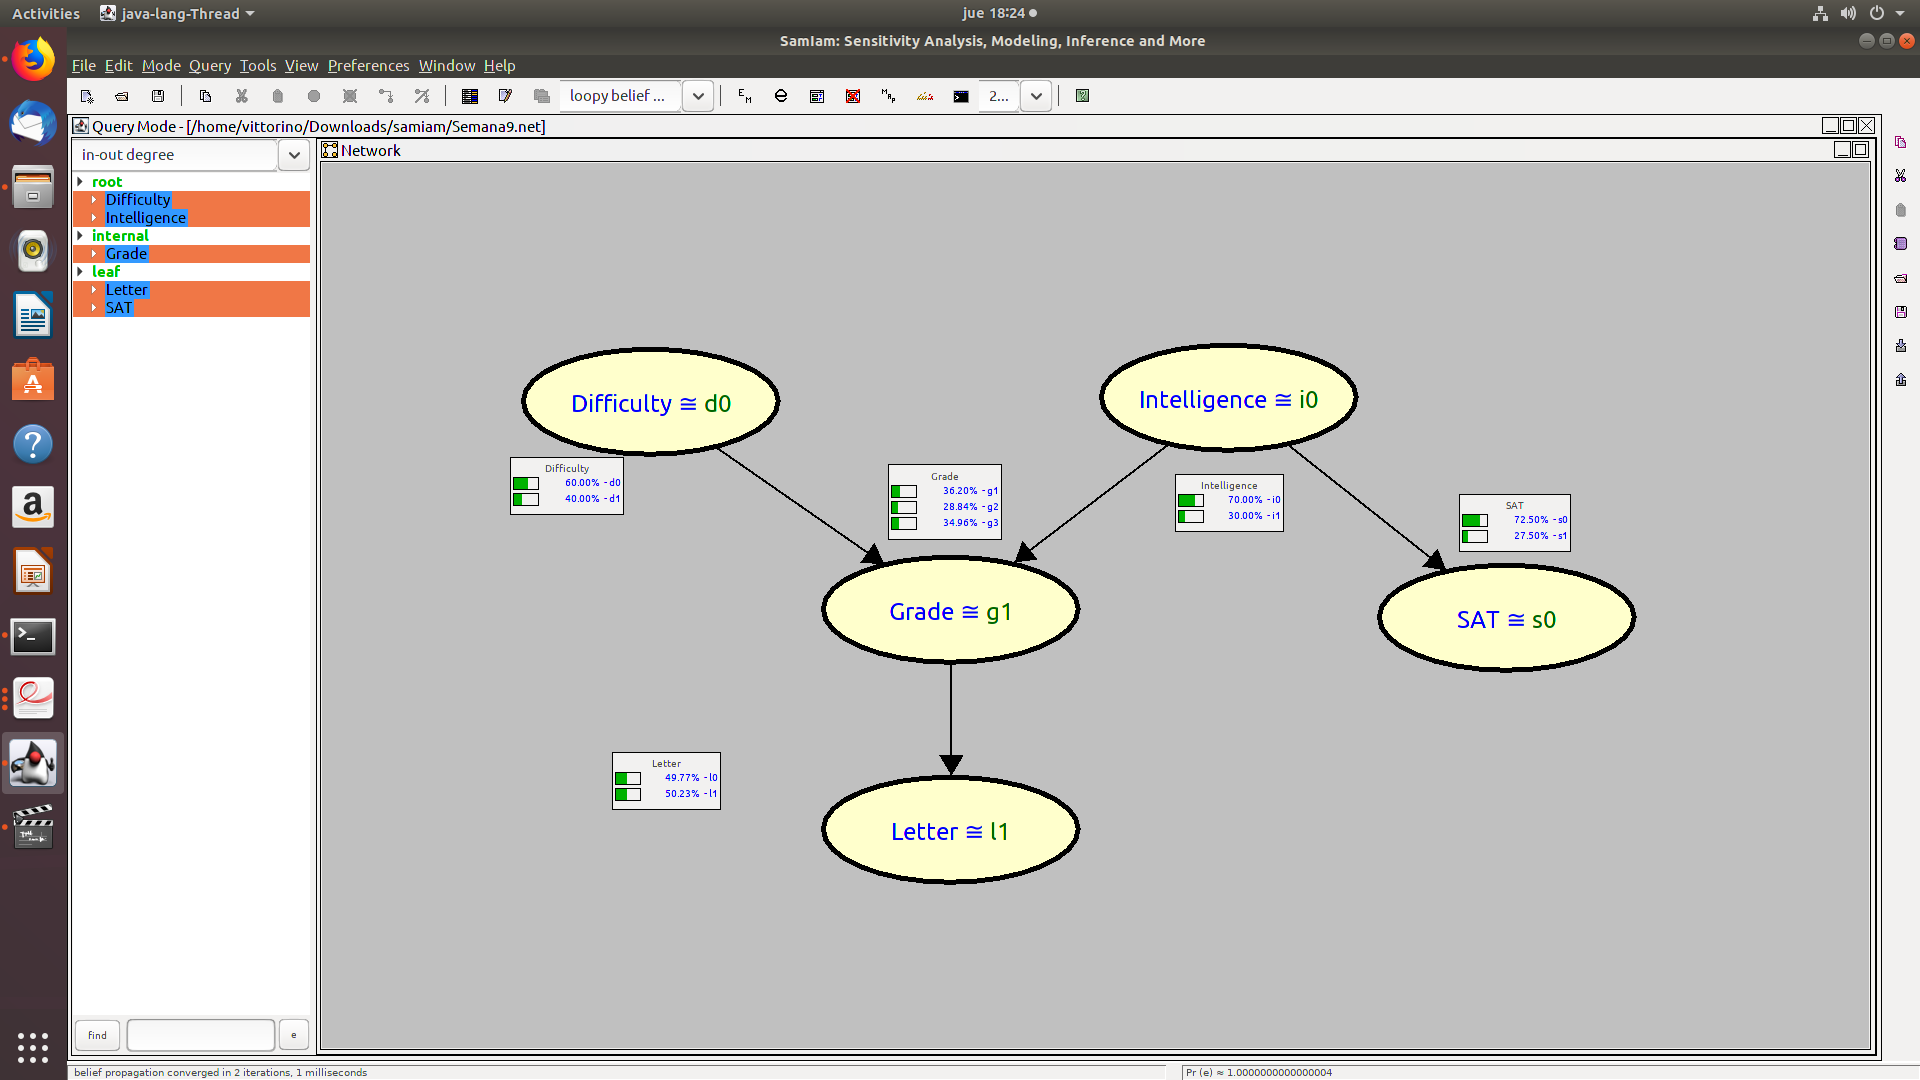 Activities java-lang-Thread jue 18:24
SamIam: Sensitivity Analysis, Modeling, Inference and More
File Edit Mode Query Tools View Preferences Window Help
loopy belief ... 2...
Query Mode - [/home/vittorino/Downloads/samiam/Semana9.net]
in-out degree
root
Difficulty
Intelligence
internal
Grade
leaf
Letter
SAT
find
e
Network
Difficulty ≅ d0
Intelligence ≅ i0
Difficulty
60.00% - d0
40.00% - d1
Grade
36.20% - g1
28.84% - g2
34.96% - g3
Intelligence
70.00% - i0
30.00% - i1
SAT
72.50% - s0
27.50% - s1
Grade ≅ g1
SAT ≅ s0
Letter
49.77% - l0
50.23% - l1
Letter ≅ l1
belief propagation converged in 2 iterations, 1 milliseconds
Pr (e) ≈ 1.0000000000000004